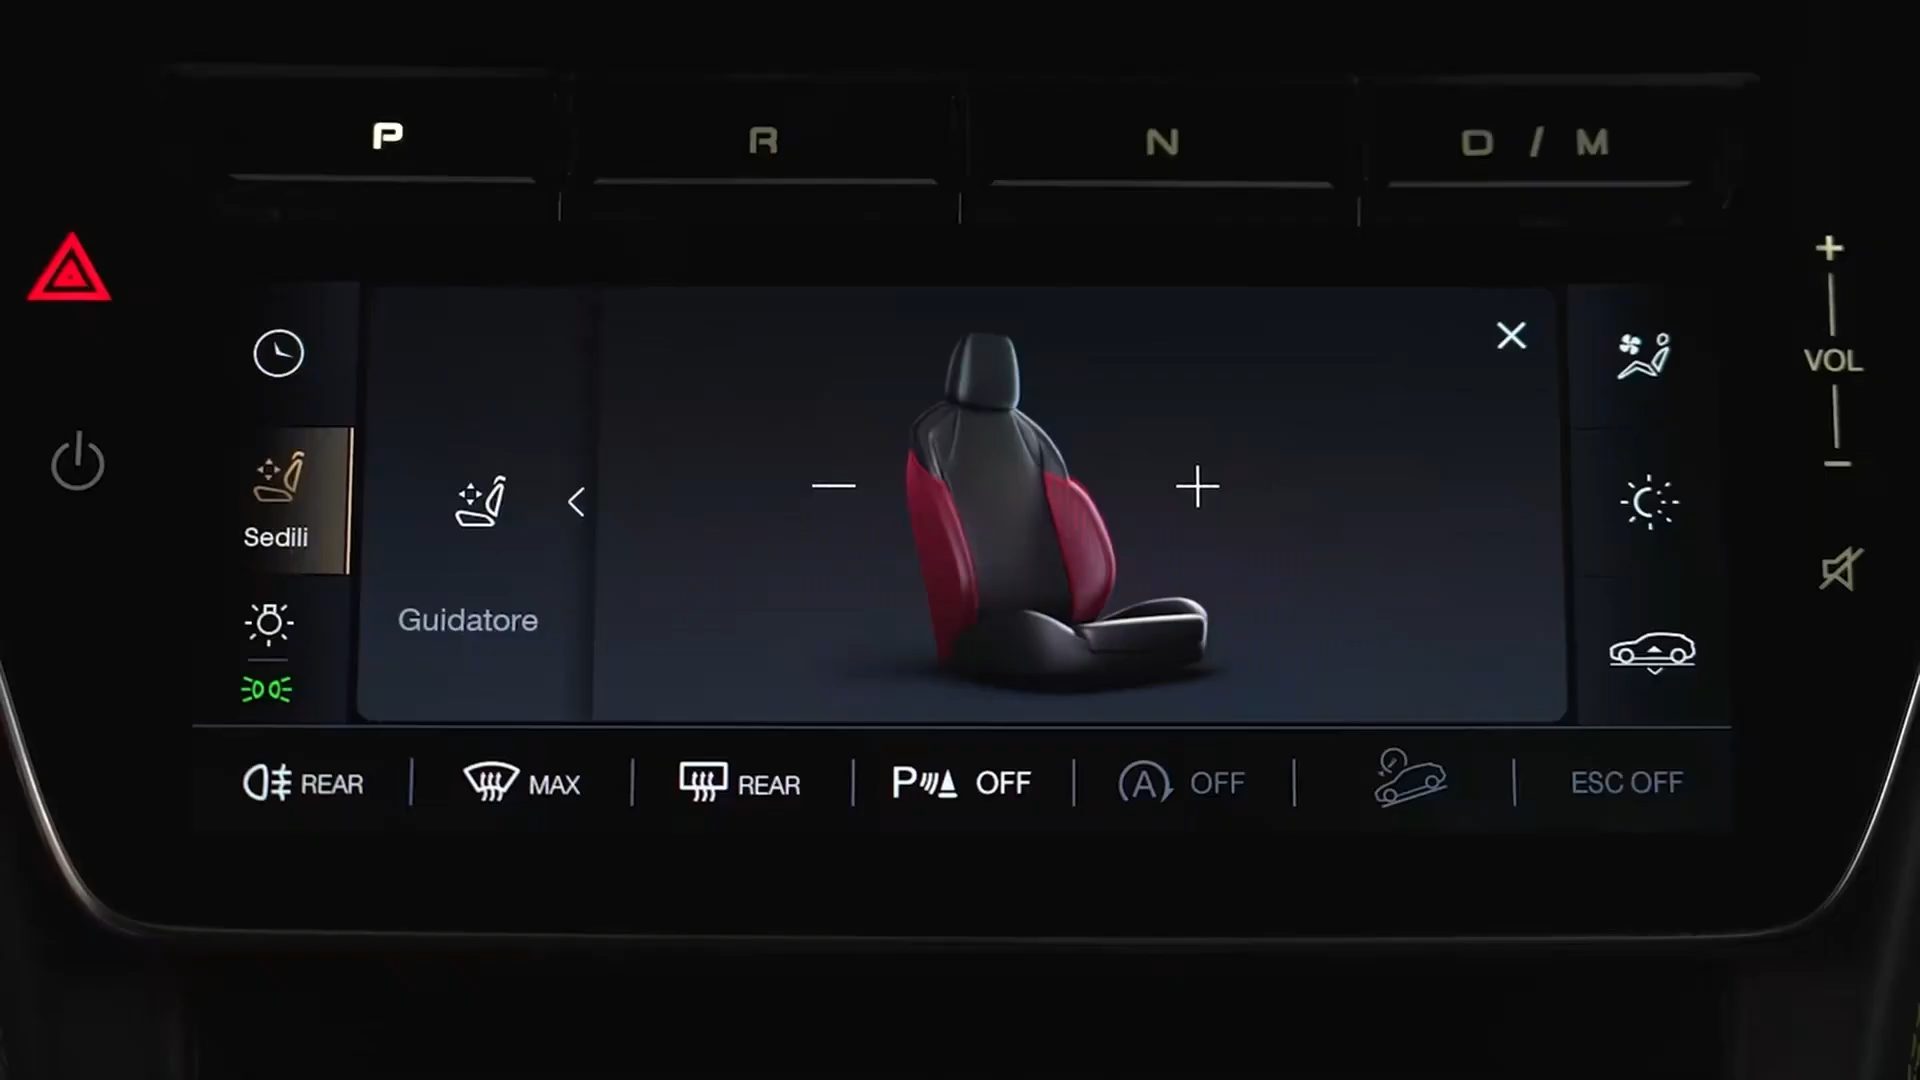 P
R
N
D / M
+
VOL
−
Sedili
Guidatore
REAR
MAX
REAR
P OFF
A OFF
ESC OFF